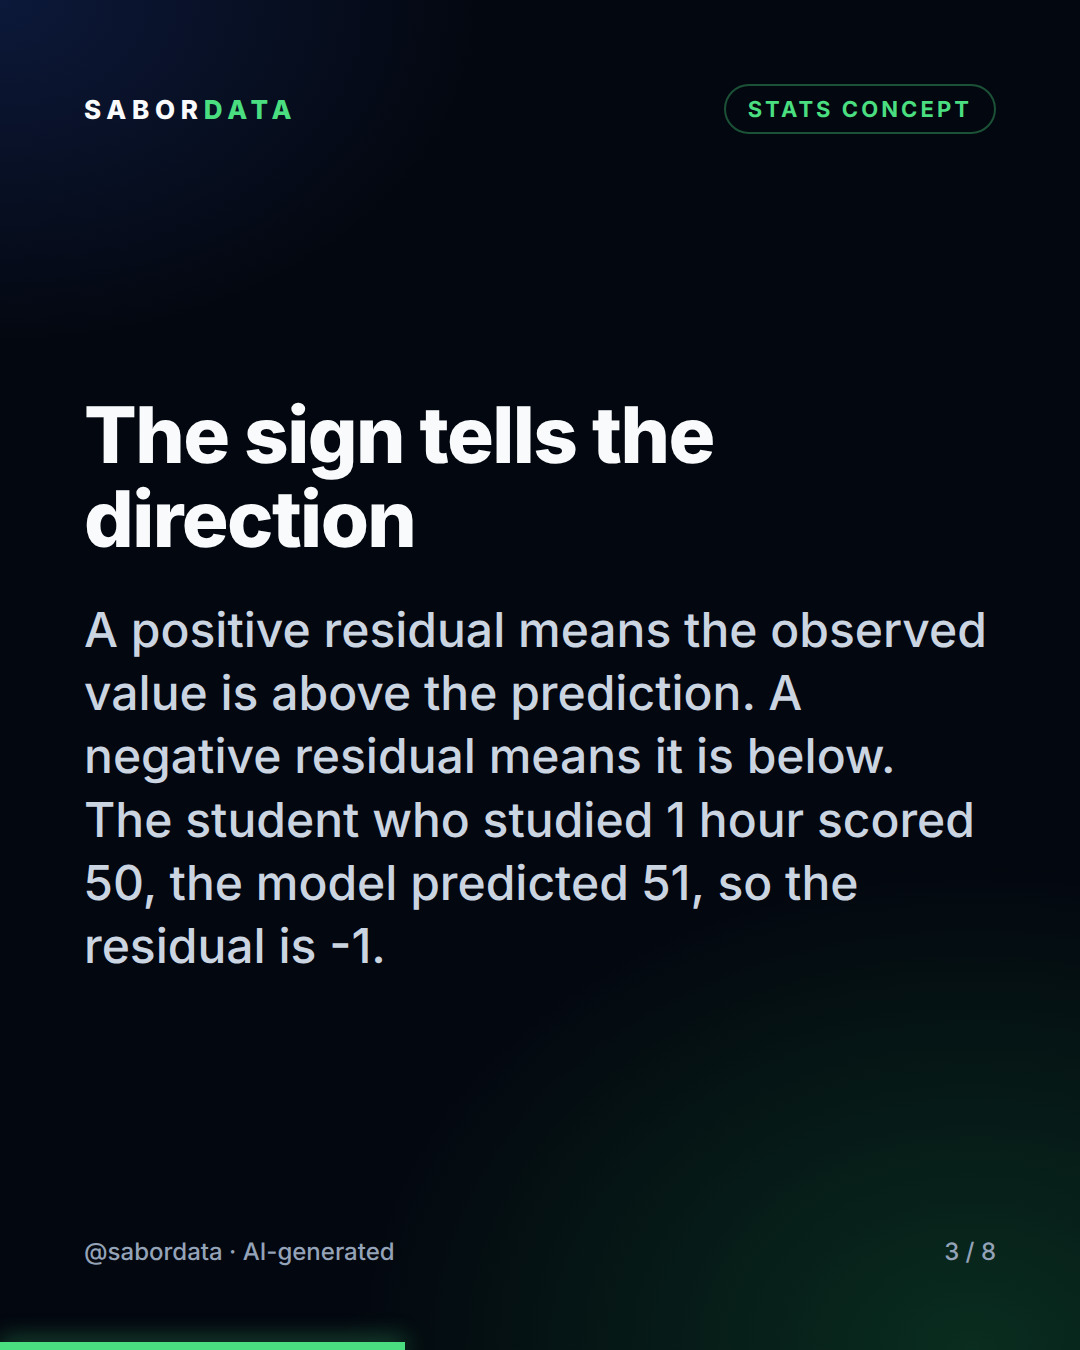 SABORDATA
STATS CONCEPT
The sign tells the
direction
A positive residual means the observed
value is above the prediction. A
negative residual means it is below.
The student who studied 1 hour scored
50, the model predicted 51, so the
residual is -1.
@sabordata · AI-generated
3 / 8